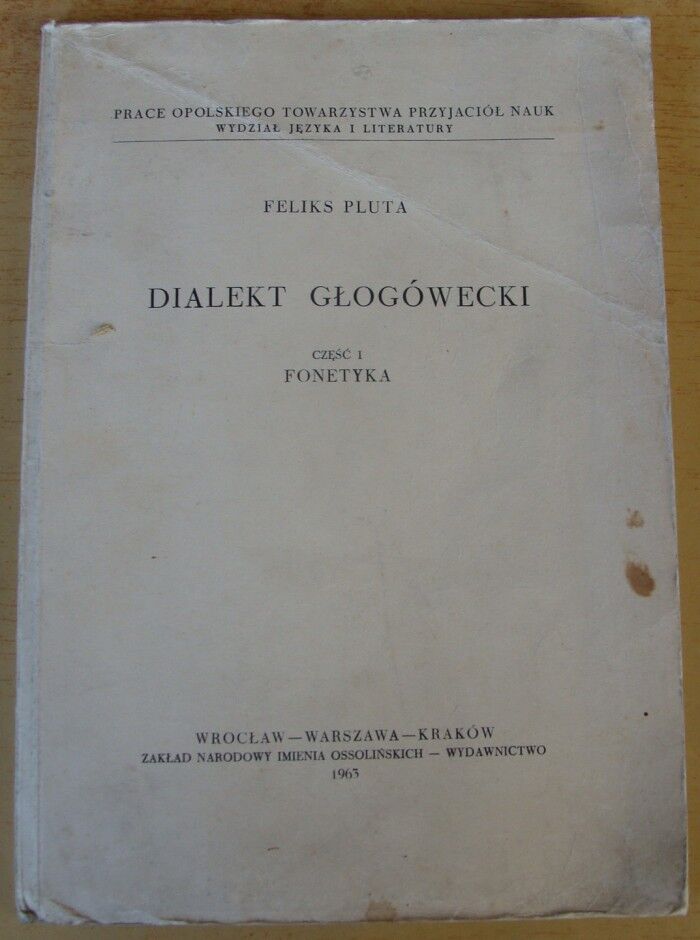 PRACE OPOLSKIEGO TOWARZYSTWA PRZYJACIÓŁ NAUK
WYDZIAŁ JĘZYKA I LITERATURY
FELIKS PLUTA
DIALEKT GŁOGÓWECKI
CZĘŚĆ I
FONETYKA
WROCŁAW — WARSZAWA — KRAKÓW
ZAKŁAD NARODOWY IMIENIA OSSOLIŃSKICH — WYDAWNICTWO
1963